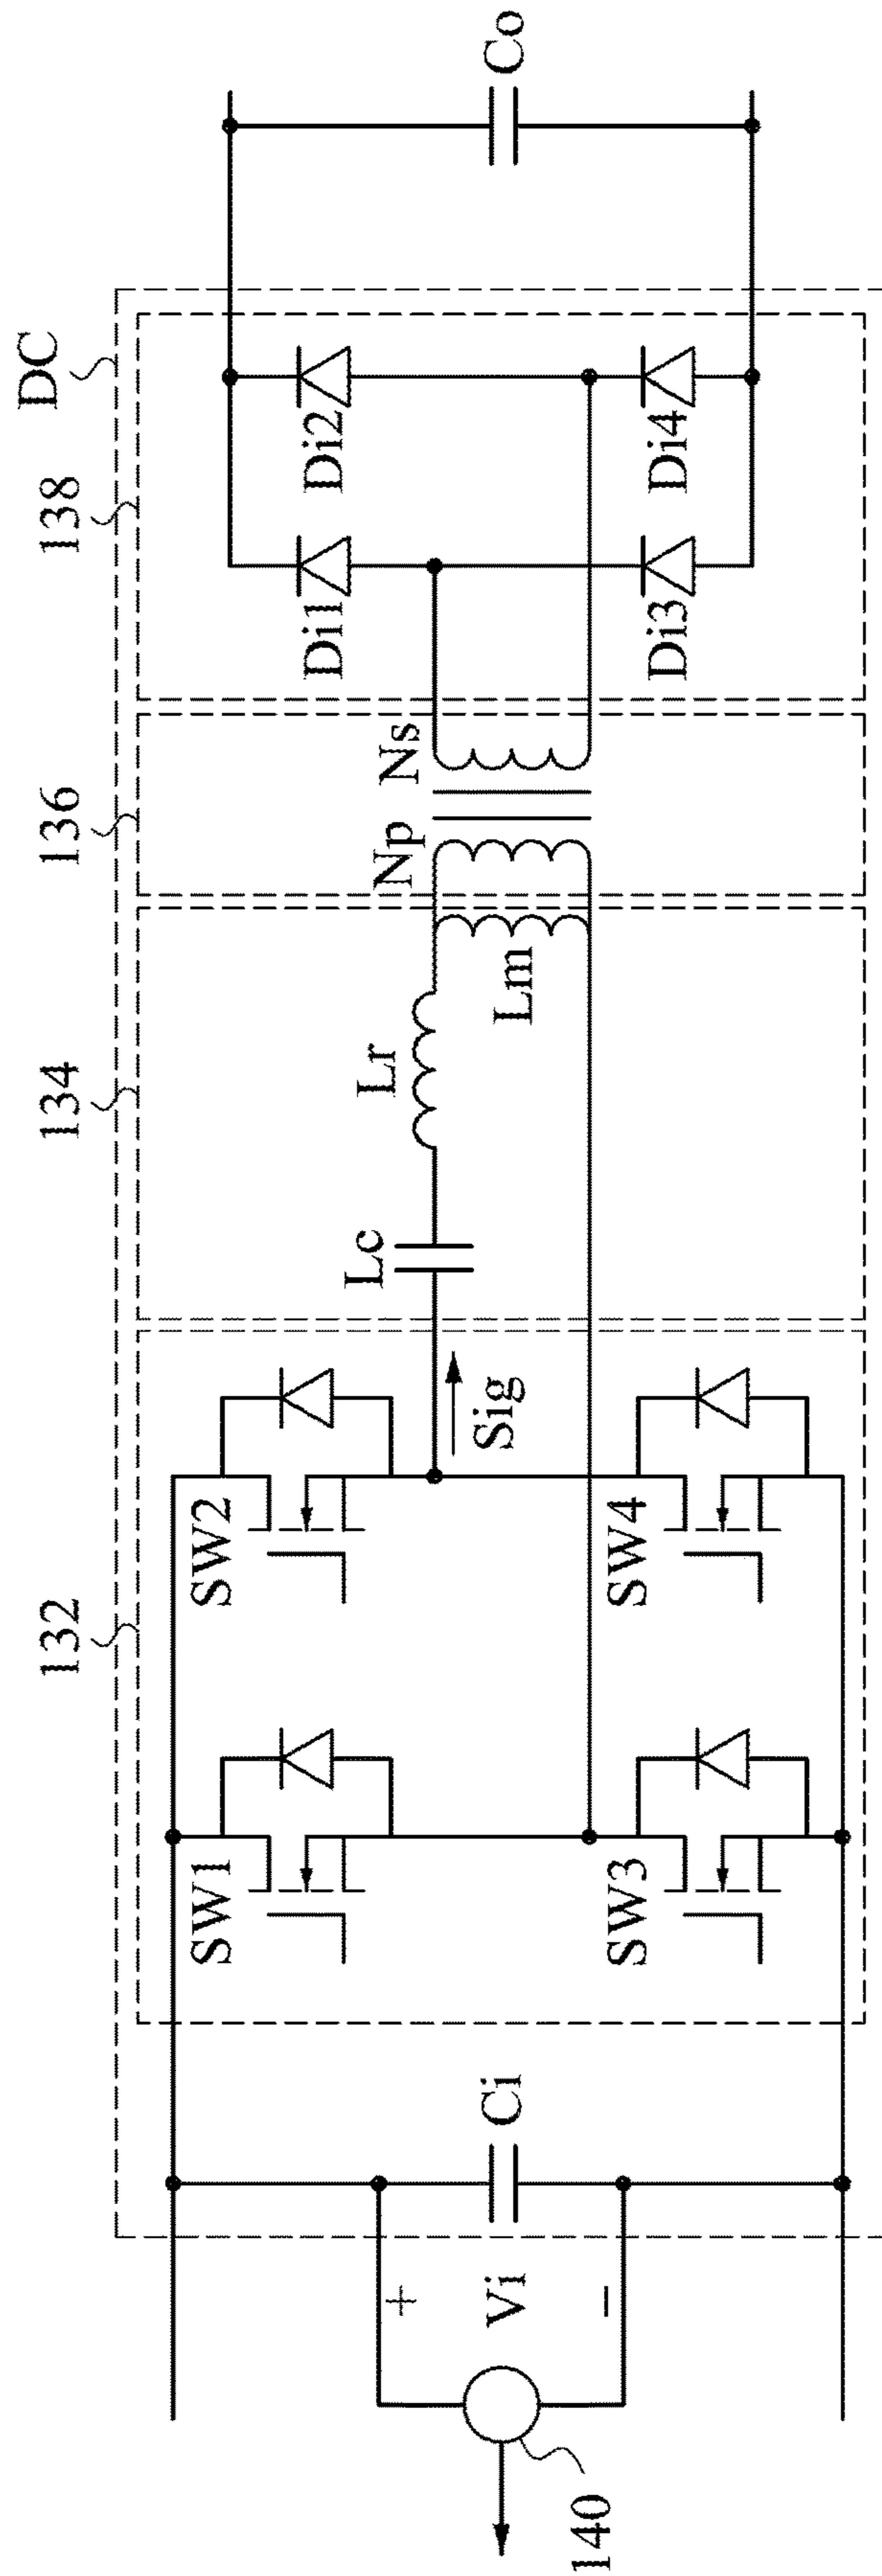 DC
132
134
136
138
SW1
SW2
Sig
Lc
Lr
Lm
Np
Ns
Di1
Di2
Co
+
Vi
−
Ci
SW3
SW4
Di3
Di4
140